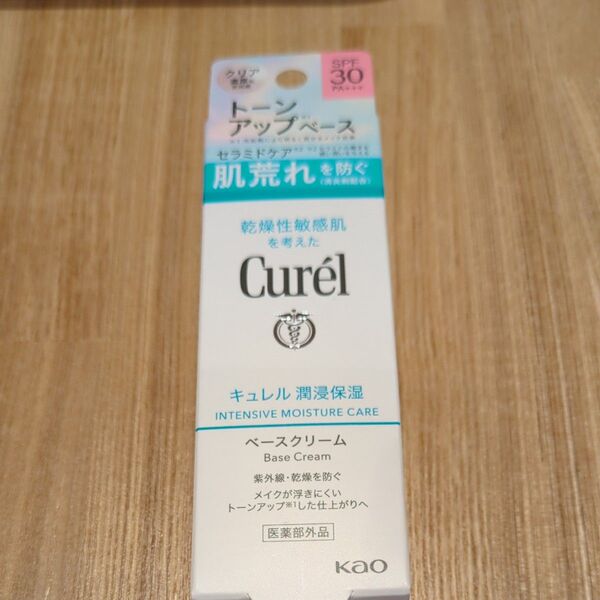 クリア
SPF
30
PA+++
トーン
アップベース
セラミドケア
肌荒れを防ぐ
(消炎剤配合)
乾燥性敏感肌
を考えた
Curél
キュレル 潤浸保湿
INTENSIVE MOISTURE CARE
ベースクリーム
Base Cream
紫外線・乾燥を防ぐ
メイクが浮きにくい
トーンアップ※1した仕上がりへ
医薬部外品
Kao